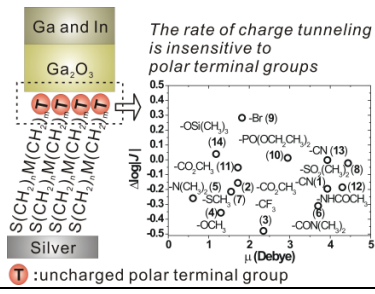 Ga and In
Ga₂O₃
T T T T
S(CH₂)ₙM(CH₂)ₘ
S(CH₂)ₙM(CH₂)ₘ
S(CH₂)ₙM(CH₂)ₘ
S(CH₂)ₙM(CH₂)ₘ
Silver
T :uncharged polar terminal group
The rate of charge tunneling
is insensitive to
polar terminal groups
Δlog|J|
0.5
0.4
0.3
0.2
0.1
0.0
-0.1
-0.2
-0.3
-0.4
-0.5
-Br (9)
-OSi(CH₃)₃
(14)
-PO(OCH₂CH₃)₂
(10)
-CN (13)
-CO₂CH₃ (11)
-SO₂(CH₃) (8)
-N(CH₃)₂ (5)
(2)
-CO₂CH₃
-CN(1)
(12)
-SCH₃ (7)
-NHCOCH₃
(4)
-CF₃
(6)
-OCH₃
(3)
-CON(CH₃)₂
0 1 2 3 4 5
μ (Debye)